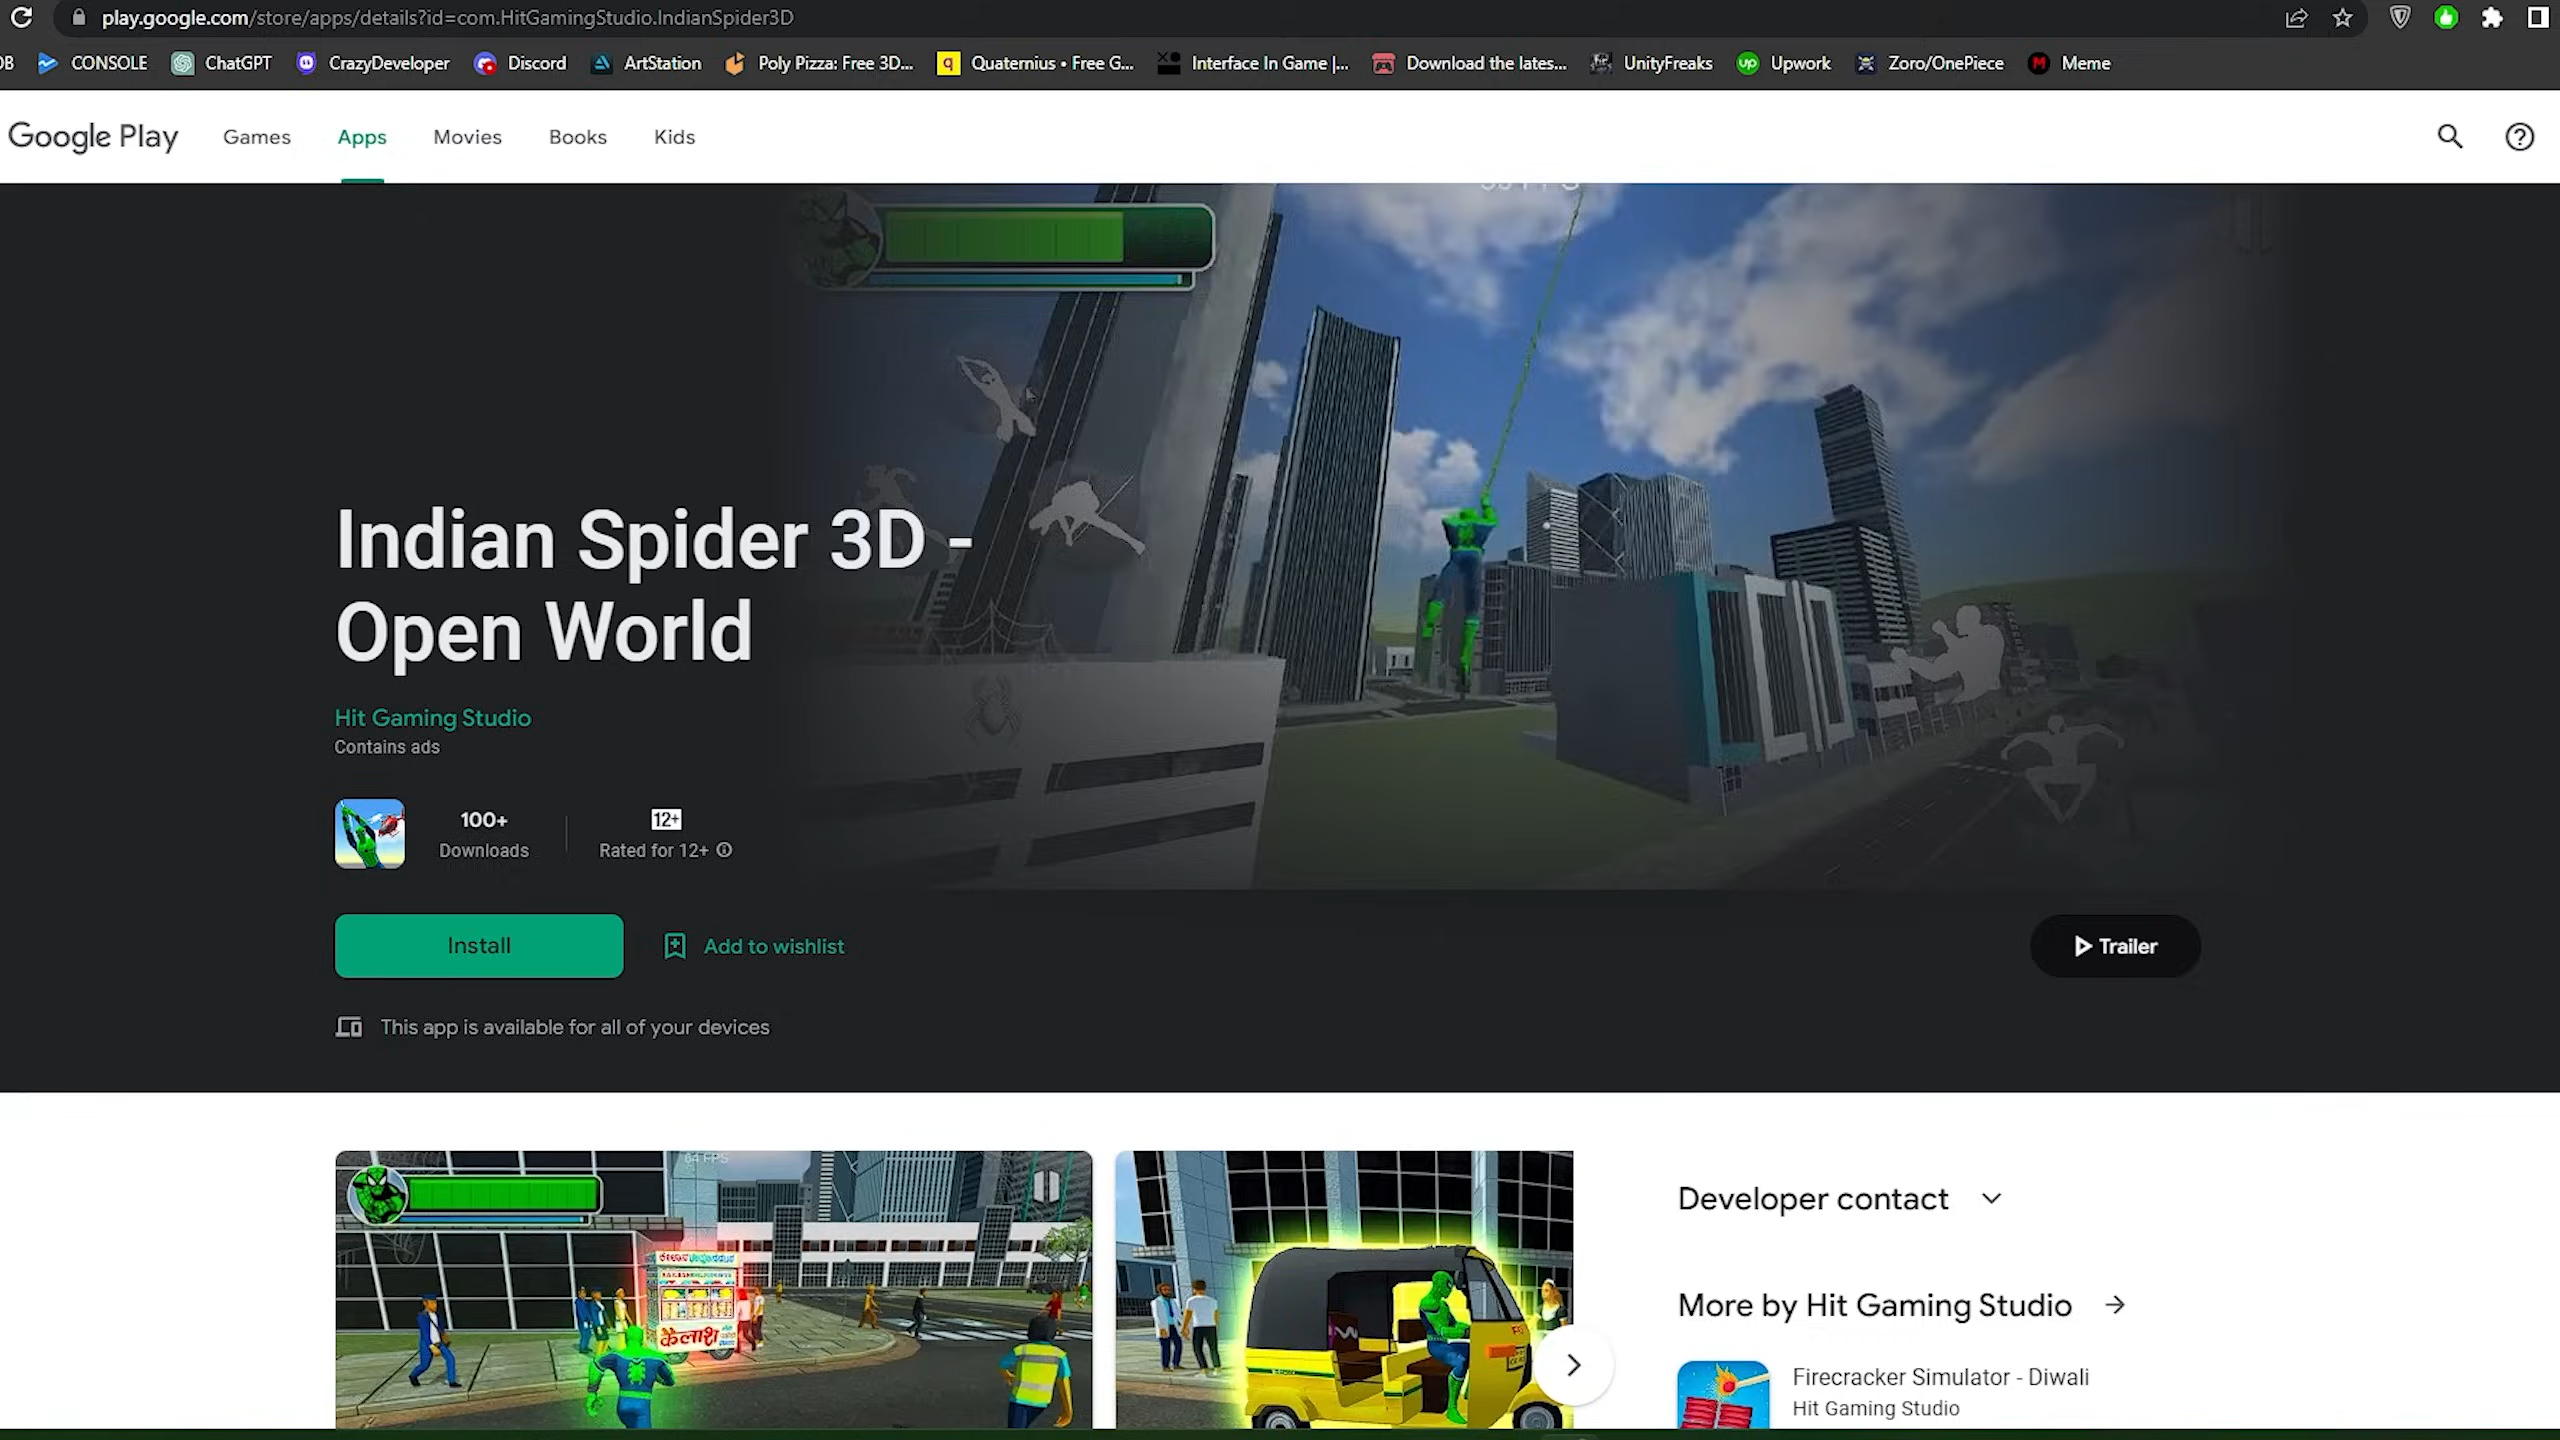 play.google.com/store/apps/details?id=com.HitGamingStudio.IndianSpider3D
CONSOLE
ChatGPT
CrazyDeveloper
Discord
ArtStation
Poly Pizza: Free 3D...
Quaternius • Free G...
Interface In Game |...
Download the lates...
UnityFreaks
up
Upwork
Zoro/OnePiece
M
Meme
Google Play
Games
Apps
Movies
Books
Kids
Indian Spider 3D -
Open World
Hit Gaming Studio
Contains ads
100+
Downloads
12+
Rated for 12+
Install
Add to wishlist
Trailer
This app is available for all of your devices
64 FPS
कैलाश
Developer contact
More by Hit Gaming Studio
Firecracker Simulator - Diwali
Hit Gaming Studio